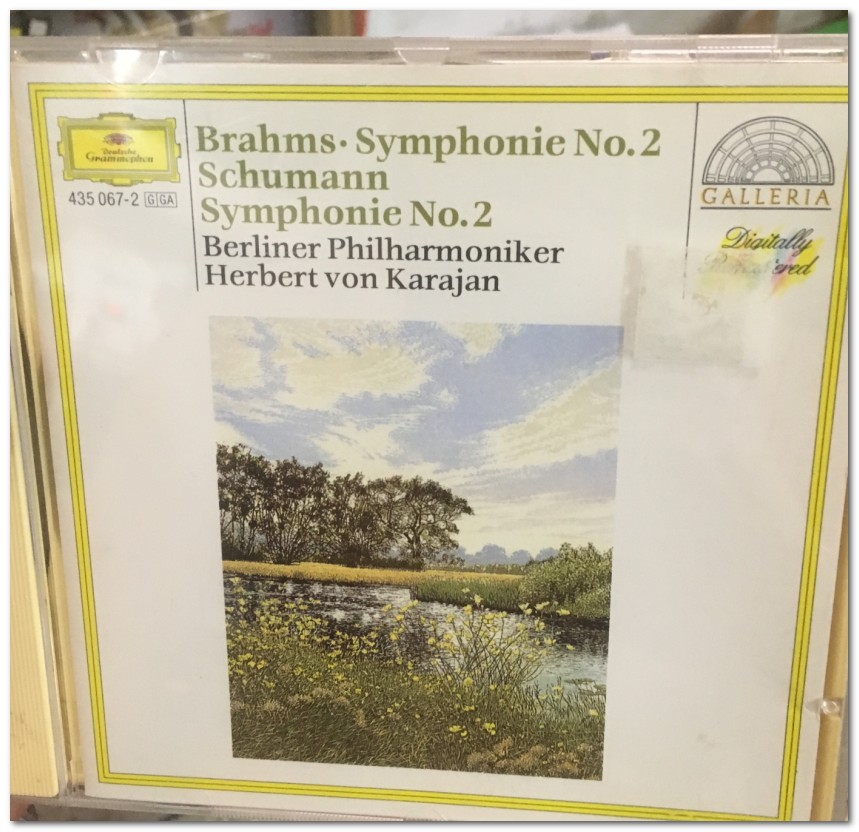 Deutsche
Grammophon
435 067-2 G GA
Brahms · Symphonie No. 2
Schumann
Symphonie No. 2
Berliner Philharmoniker
Herbert von Karajan
GALLERIA
Digitally